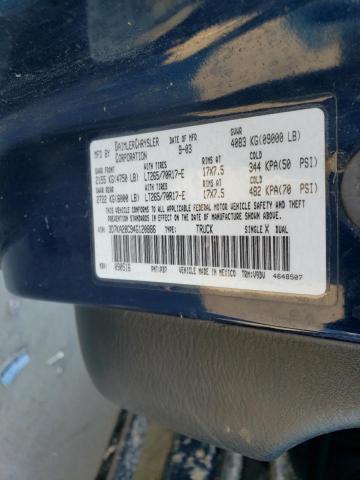 MFD BY DAIMLERCHRYSLER CORPORATION DATE OF MFR 9-03 GVWR 4083 KG(09000 LB)
GAWR FRONT WITH TIRES RIMS AT COLD
2155 KG(4750 LB) LT265/70R17-E 17X7.5 344 KPA(50 PSI)
GAWR REAR WITH TIRES RIMS AT COLD
2722 KG(6000 LB) LT265/70R17-E 17X7.5 482 KPA(70 PSI)
THIS VEHICLE CONFORMS TO ALL APPLICABLE FEDERAL MOTOR VEHICLE SAFETY AND
THEFT PREVENTION STANDARDS IN EFFECT ON THE DATE OF MANUFACTURE SHOWN ABOVE.
VIN: TYPE: TRUCK SINGLE X DUAL
MDH: 090516 VEHICLE MADE IN MEXICO 4648507